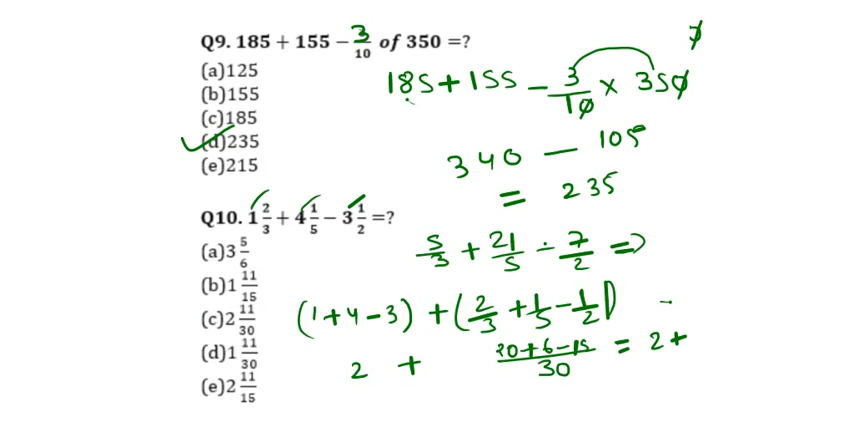 Q9. 185 + 155 − 3/10 of 350 =?
(a)125
(b)155
(c)185
(d)235
(e)215
185+155 − 3/10 × 350
7
340 − 105
= 235
Q10. 1 2/3 + 4 1/5 − 3 1/2 =?
(a)3 5/6
(b)1 11/15
(c)2 11/30
(d)1 11/30
(e)2 11/15
5/3 + 21/5 − 7/2 ⇒
(1+4−3) + (2/3 + 1/5 − 1/2)
2 + 20+6−15/30 = 2+